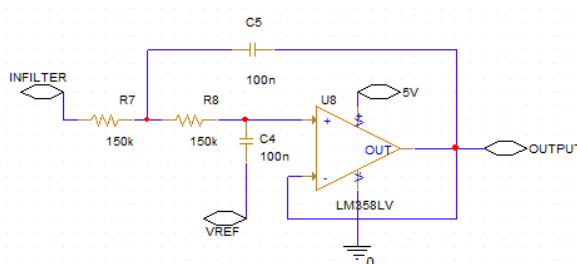 C5
100n
INFILTER
R7
150k
R8
150k
C4
100n
VREF
U8
5V
+
+
-
OUT
LM358LV
OUTPUT
0